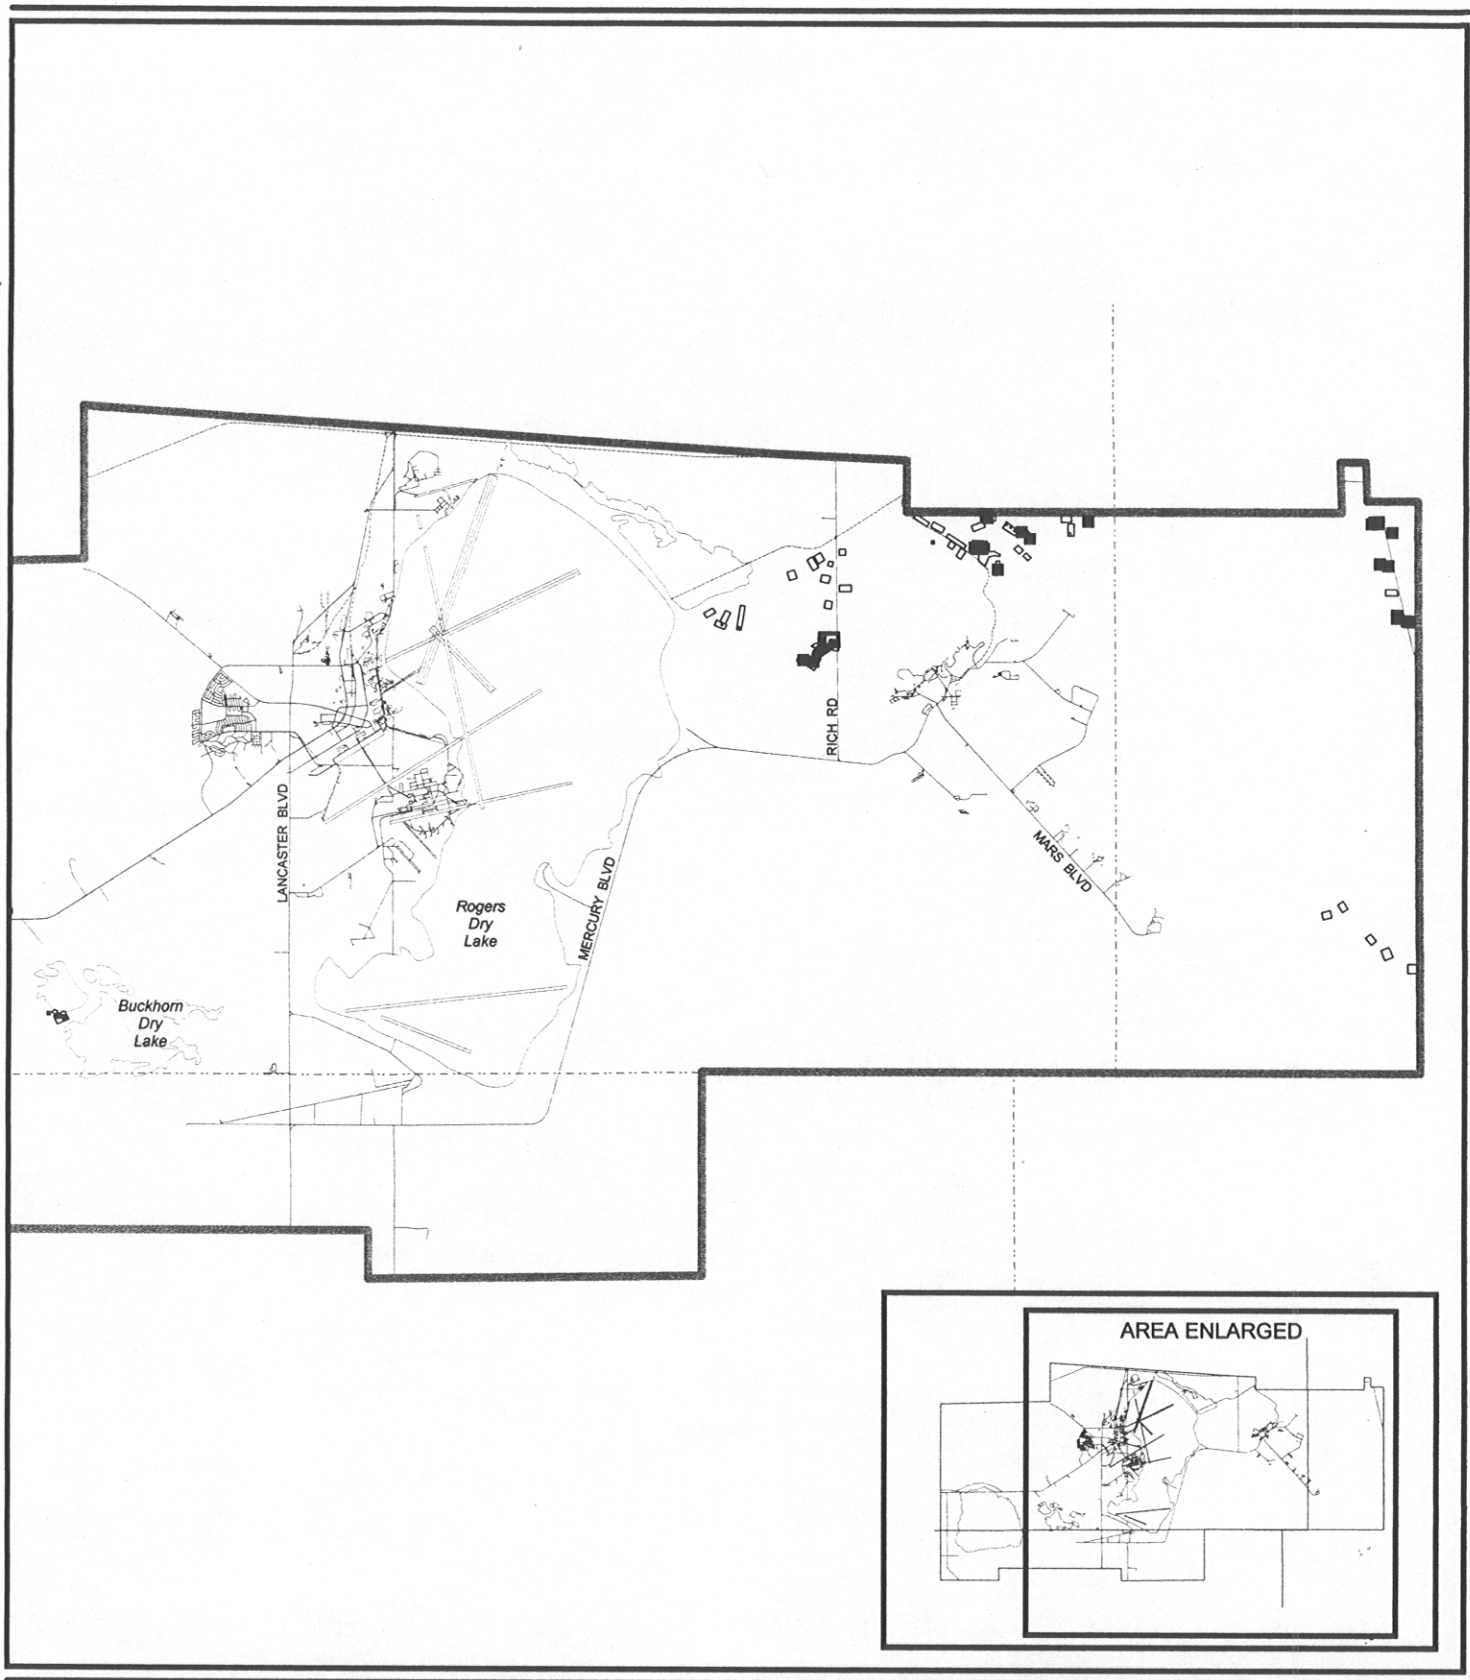 RICH RD
LANCASTER BLVD
MARS BLVD
MERCURY BLVD
Rogers
Dry
Lake
Buckhorn
Dry
Lake
AREA ENLARGED